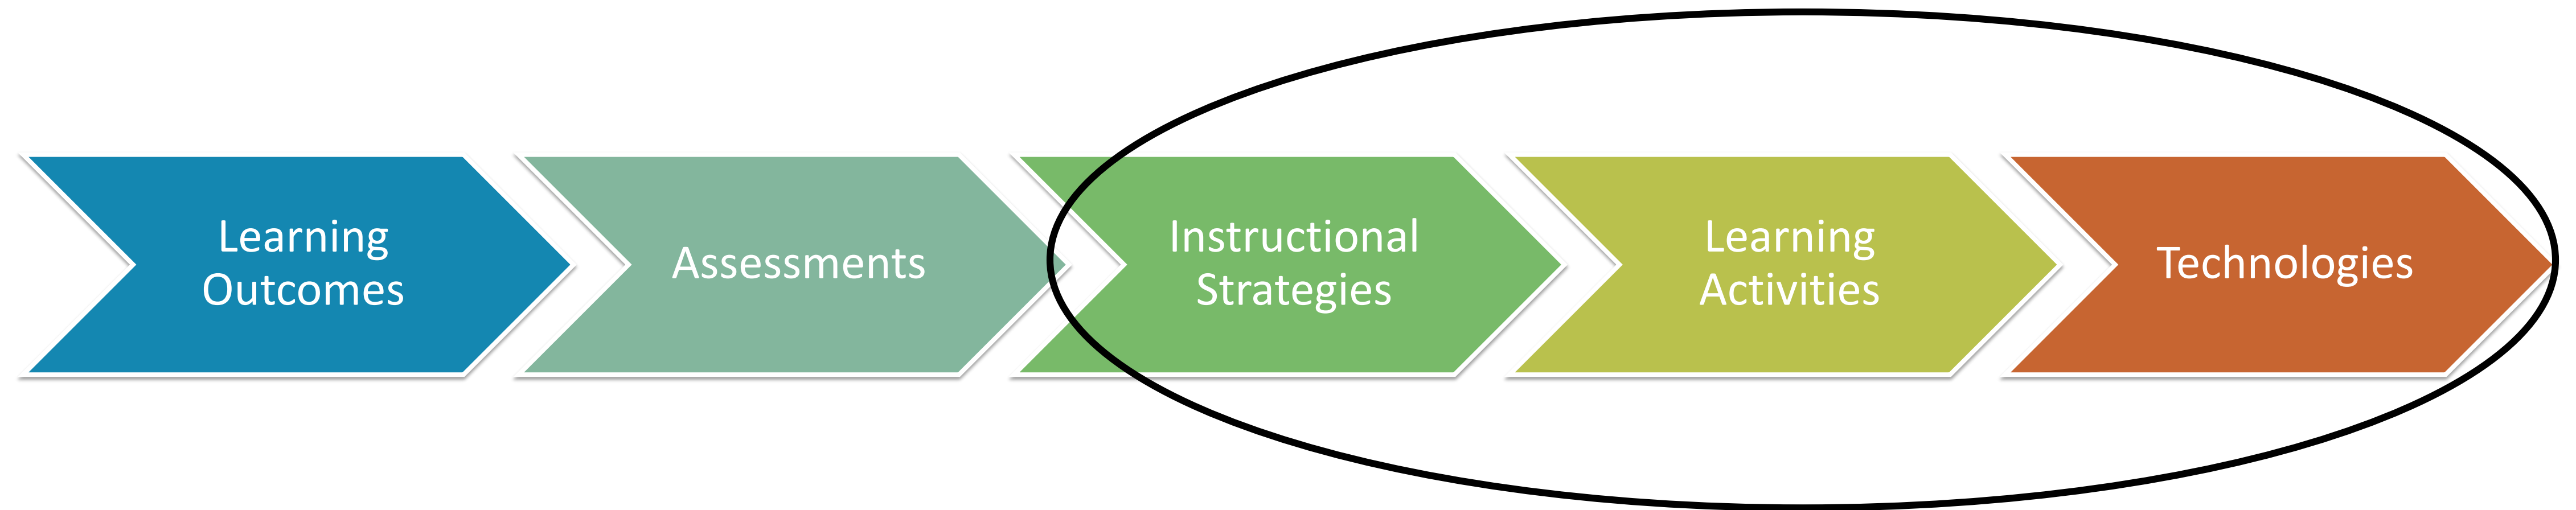 Learning
Outcomes
Assessments
Instructional
Strategies
Learning
Activities
Technologies